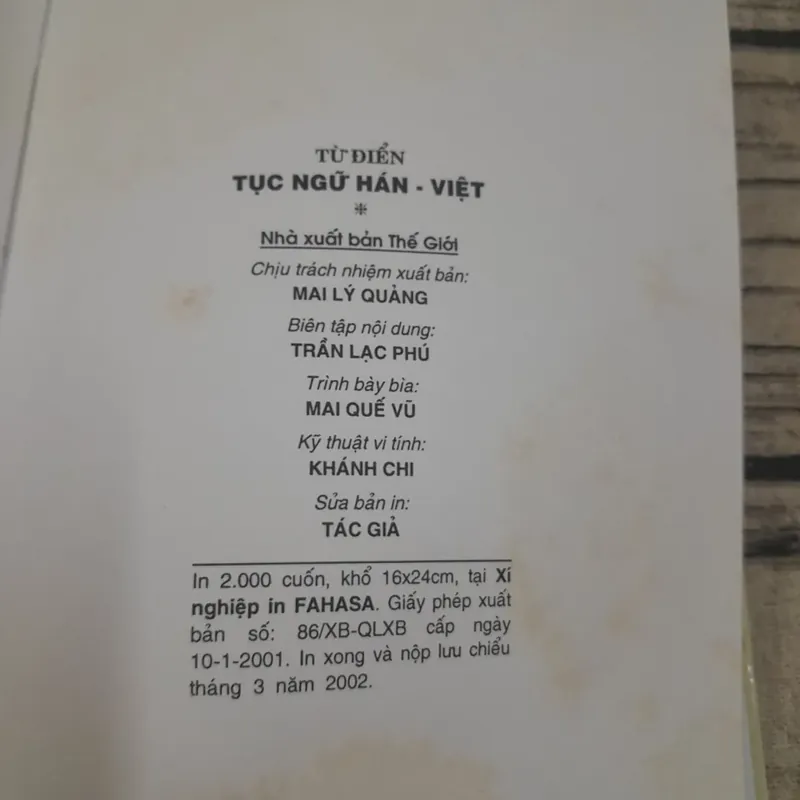 TỪ ĐIỂN
TỤC NGỮ HÁN - VIỆT
⁜
Nhà xuất bản Thế Giới
Chịu trách nhiệm xuất bản:
MAI LÝ QUẢNG
Biên tập nội dung:
TRẦN LẠC PHÚ
Trình bày bìa:
MAI QUẾ VŨ
Kỹ thuật vi tính:
KHÁNH CHI
Sửa bản in:
TÁC GIẢ
In 2.000 cuốn, khổ 16x24cm, tại Xí
nghiệp in FAHASA. Giấy phép xuất
bản số: 86/XB-QLXB cấp ngày
10-1-2001. In xong và nộp lưu chiểu
tháng 3 năm 2002.